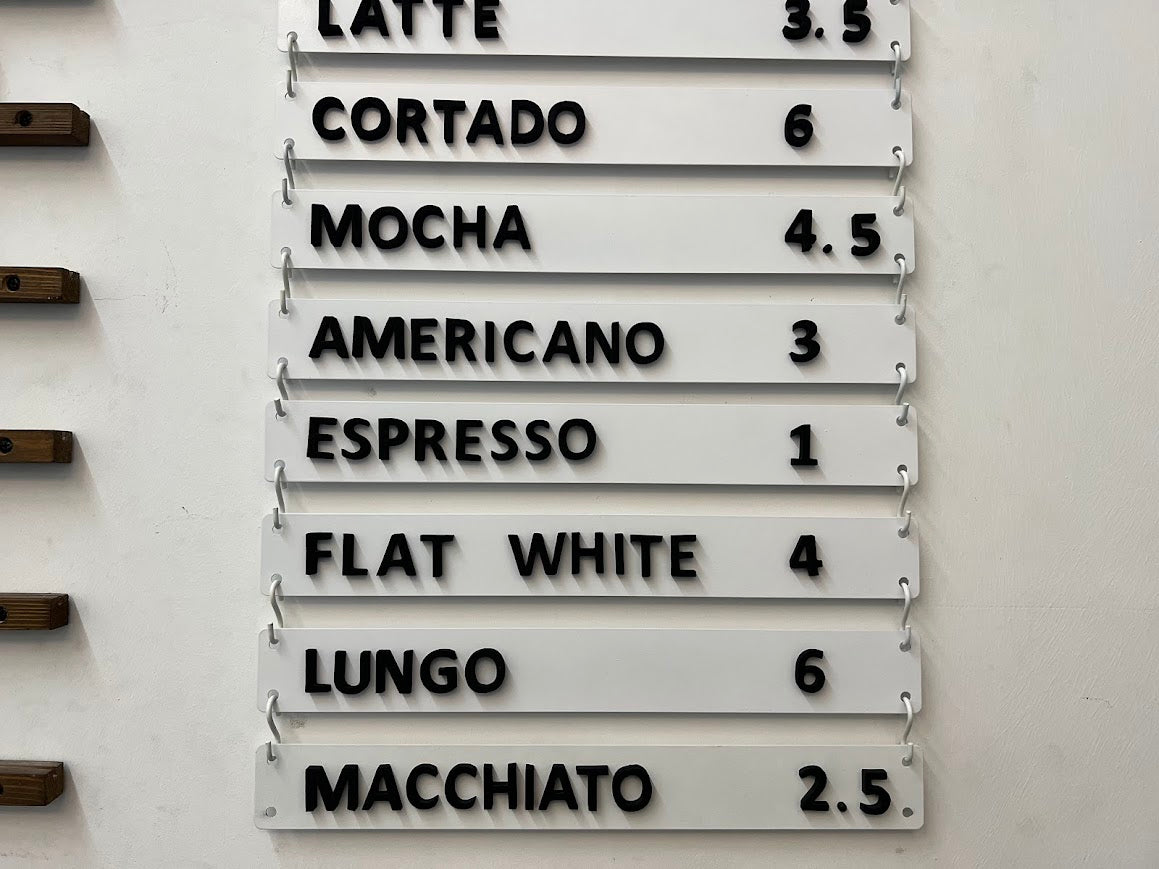 LATTE 3.5
CORTADO 6
MOCHA 4.5
AMERICANO 3
ESPRESSO 1
FLAT WHITE 4
LUNGO 6
MACCHIATO 2.5